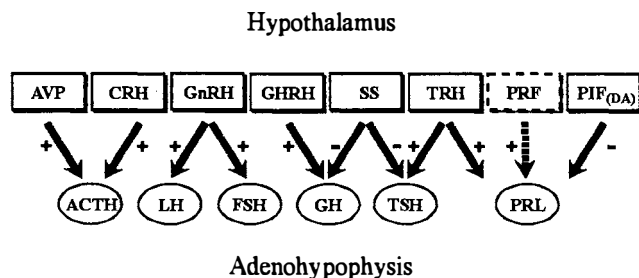 Hypothalamus
AVP CRH GnRH GHRH SS TRH PRF PIF(DA)
+ + + + + - - + + + -
ACTH LH FSH GH TSH PRL
Adenohypophysis